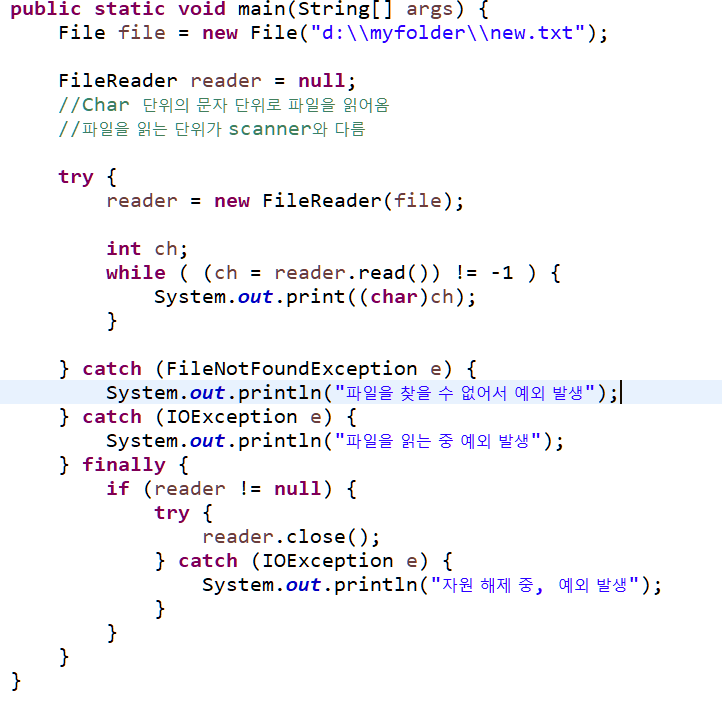 public static void main(String[] args) {
File file = new File("d:\\myfolder\\new.txt");
FileReader reader = null;
//Char 단위의 문자 단위로 파일을 읽어옴
//파일을 읽는 단위가 scanner와 다름
try {
reader = new FileReader(file);
int ch;
while ( (ch = reader.read()) != -1 ) {
System.out.print((char)ch);
}
} catch (FileNotFoundException e) {
System.out.println("파일을 찾을 수 없어서 예외 발생");
} catch (IOException e) {
System.out.println("파일을 읽는 중 예외 발생");
} finally {
if (reader != null) {
try {
reader.close();
} catch (IOException e) {
System.out.println("자원 해제 중, 예외 발생");
}
}
}
}